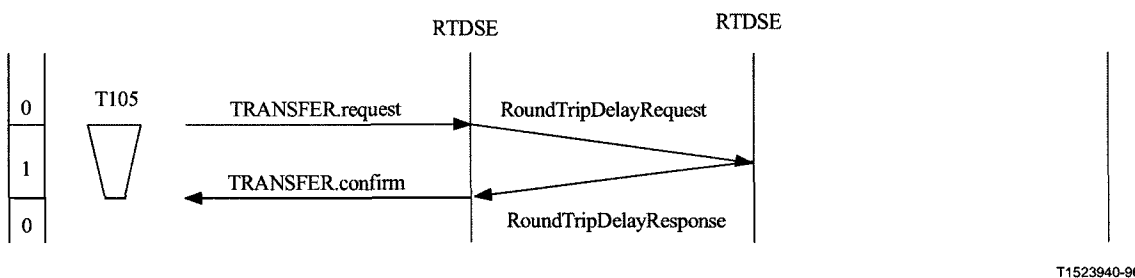 RTDSE
RTDSE
T105
0
TRANSFER.request
RoundTripDelayRequest
1
TRANSFER.confirm
RoundTripDelayResponse
0